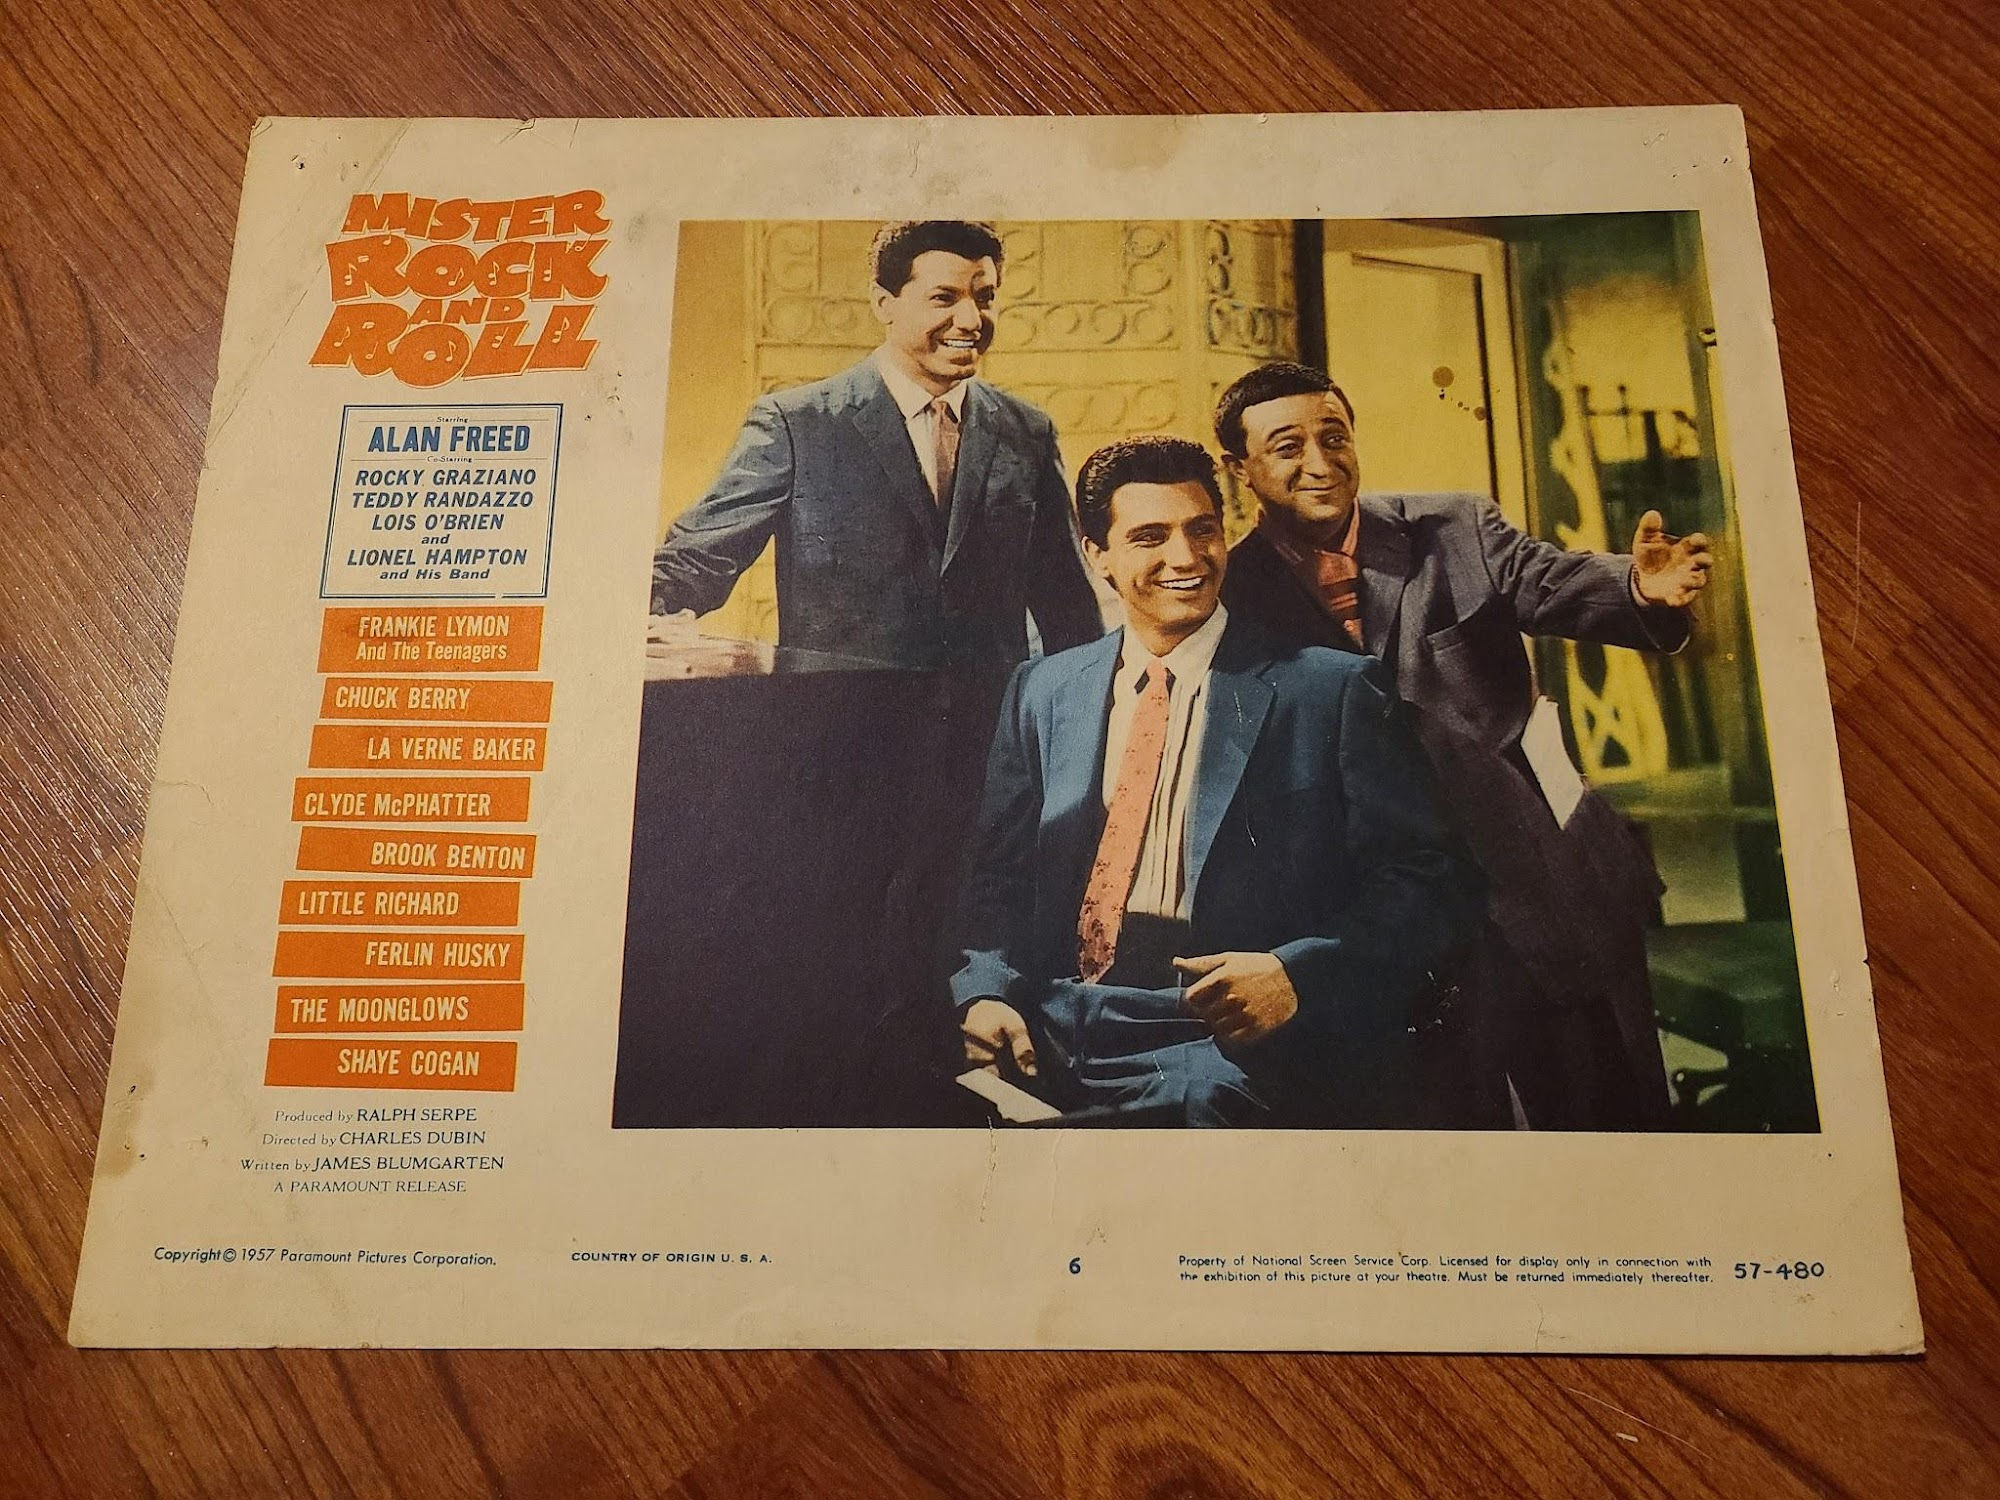 MISTER
ROCK
AND
ROLL
Starring
ALAN FREED
Co-Starring
ROCKY GRAZIANO
TEDDY RANDAZZO
LOIS O'BRIEN
and
LIONEL HAMPTON
and His Band
FRANKIE LYMON
And The Teenagers
CHUCK BERRY
LA VERNE BAKER
CLYDE McPHATTER
BROOK BENTON
LITTLE RICHARD
FERLIN HUSKY
THE MOONGLOWS
SHAYE COGAN
Produced by RALPH SERPE
Directed by CHARLES DUBIN
Written by JAMES BLUMGARTEN
A PARAMOUNT RELEASE
Copyright © 1957 Paramount Pictures Corporation.
COUNTRY OF ORIGIN U. S. A.
6
Property of National Screen Service Corp. Licensed for display only in connection with
the exhibition of this picture at your theatre. Must be returned immediately thereafter.
57-480